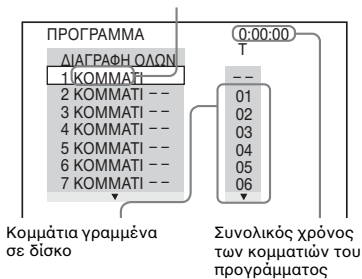 ΠΡΟΓΡΑΜΜΑ 0:00:00
T
ΔΙΑΓΡΑΦΗ ΟΛΩΝ
1 ΚΟΜΜΑΤΙ – –
2 ΚΟΜΜΑΤΙ – – 01
3 ΚΟΜΜΑΤΙ – – 02
4 ΚΟΜΜΑΤΙ – – 03
5 ΚΟΜΜΑΤΙ – – 04
6 ΚΟΜΜΑΤΙ – – 05
7 ΚΟΜΜΑΤΙ – – 06
Κομμάτια γραμμένα
σε δίσκο
Συνολικός χρόνος
των κομματιών του
προγράμματος